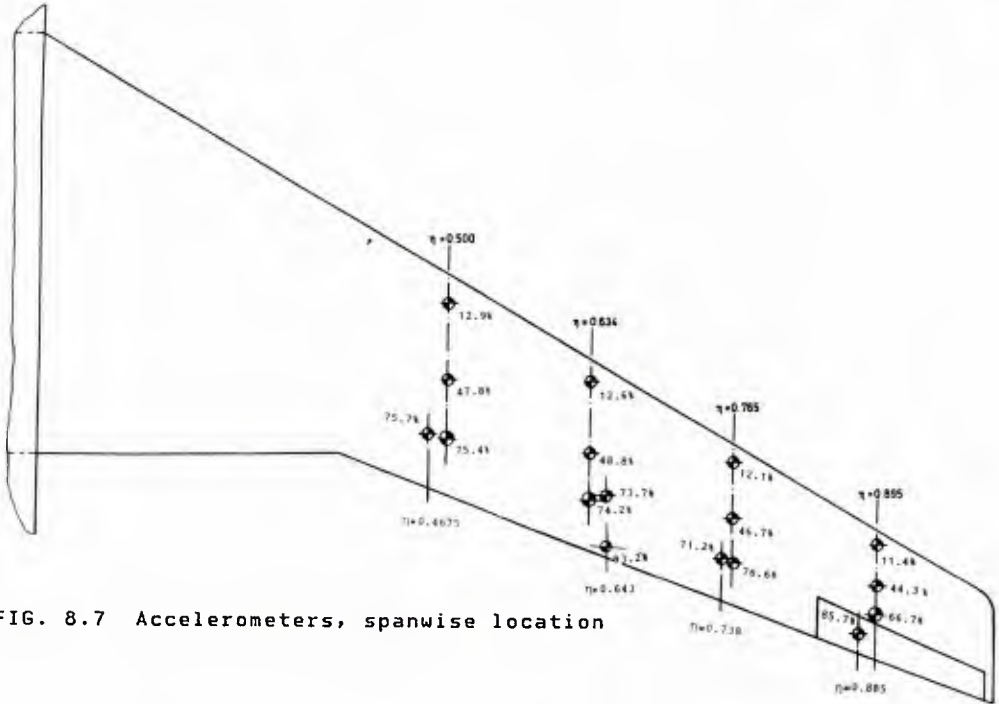 η=0.500
12.9%
47.8%
75.7%
75.4%
η=0.4675
η=0.634
12.6%
48.8%
73.7%
74.2%
η=0.643
η=0.765
12.1%
46.7%
71.2%
η=0.738
η=0.895
11.4%
44.3%
85.7%
66.7%
η=0.885
FIG. 8.7 Accelerometers, spanwise location